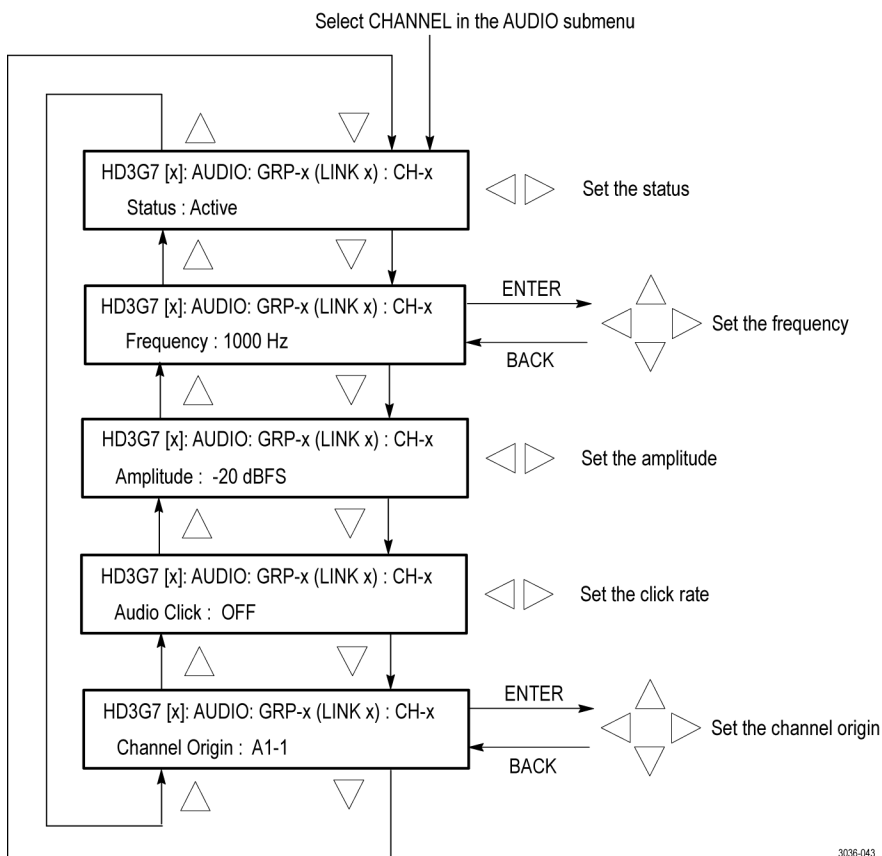 Select CHANNEL in the AUDIO submenu
HD3G7 [x]: AUDIO: GRP-x (LINK x) : CH-x
Status : Active
Set the status
HD3G7 [x]: AUDIO: GRP-x (LINK x) : CH-x
Frequency : 1000 Hz
ENTER
BACK
Set the frequency
HD3G7 [x]: AUDIO: GRP-x (LINK x) : CH-x
Amplitude : -20 dBFS
Set the amplitude
HD3G7 [x]: AUDIO: GRP-x (LINK x) : CH-x
Audio Click : OFF
Set the click rate
HD3G7 [x]: AUDIO: GRP-x (LINK x) : CH-x
Channel Origin : A1-1
ENTER
BACK
Set the channel origin
3036-043